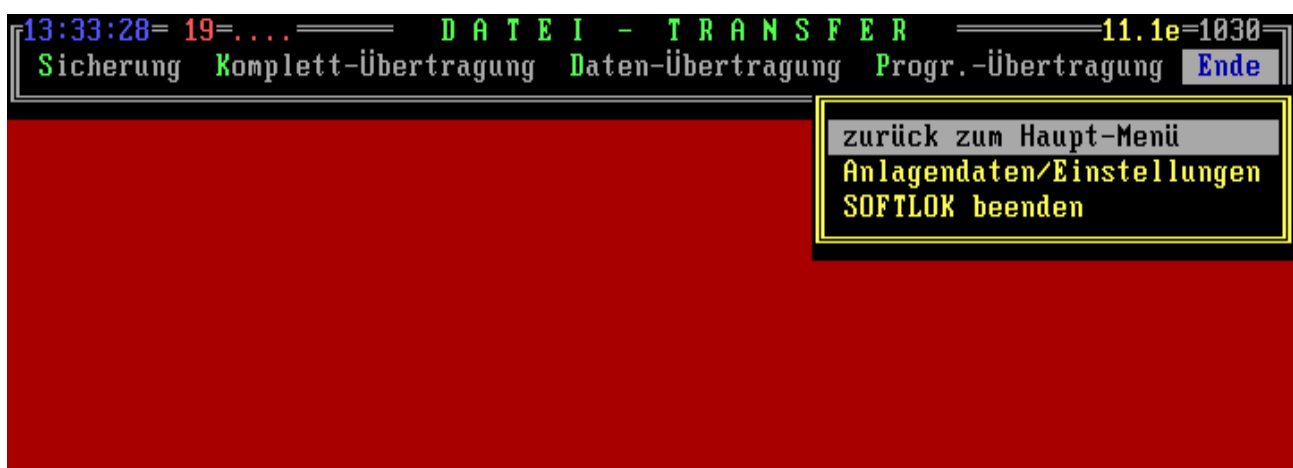 13:33:28= 19=....===== D A T E I - T R A N S F E R =======11.1e=1030=
Sicherung Komplett-Übertragung Daten-Übertragung Progr.-Übertragung Ende
zurück zum Haupt-Menü
Anlagendaten/Einstellungen
SOFTLOK beenden